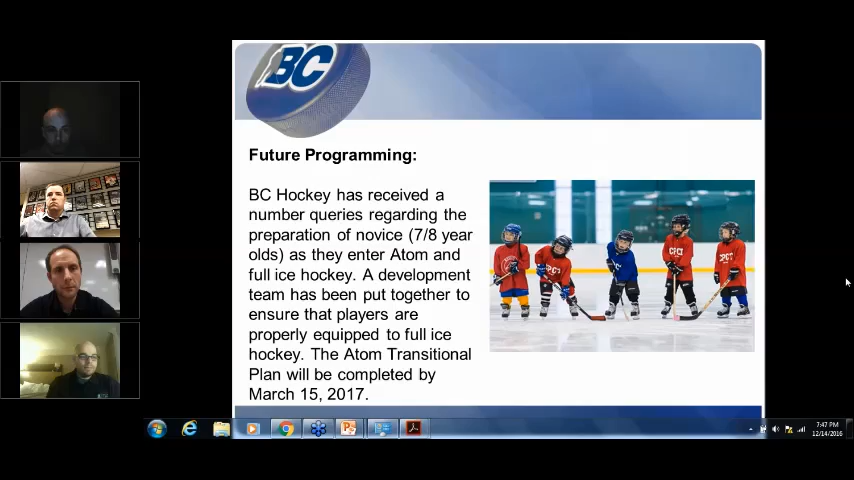 BC
Future Programming:
BC Hockey has received a
number queries regarding the
preparation of novice (7/8 year
olds) as they enter Atom and
full ice hockey. A development
team has been put together to
ensure that players are
properly equipped to full ice
hockey. The Atom Transitional
Plan will be completed by
March 15, 2017.
7:47 PM
12/14/2016